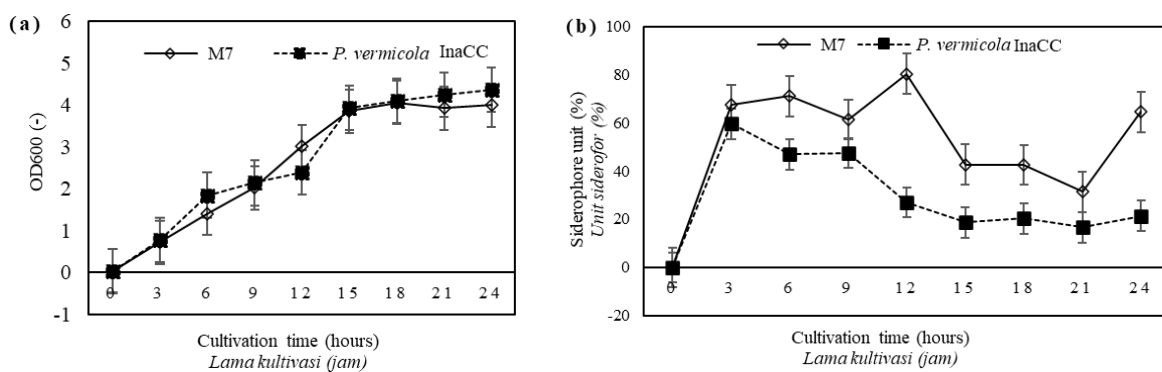 (a)
M7
P. vermicola InaCC
6
5
4
3
2
1
0
-1
OD600 (-)
0 3 6 9 12 15 18 21 24
Cultivation time (hours)
Lama kultivasi (jam)
(b)
M7
P. vermicola InaCC
100
80
60
40
20
0
-20
Siderophore unit (%)
Unit siderofor (%)
0 3 6 9 12 15 18 21 24
Cultivation time (hours)
Lama kultivasi (jam)